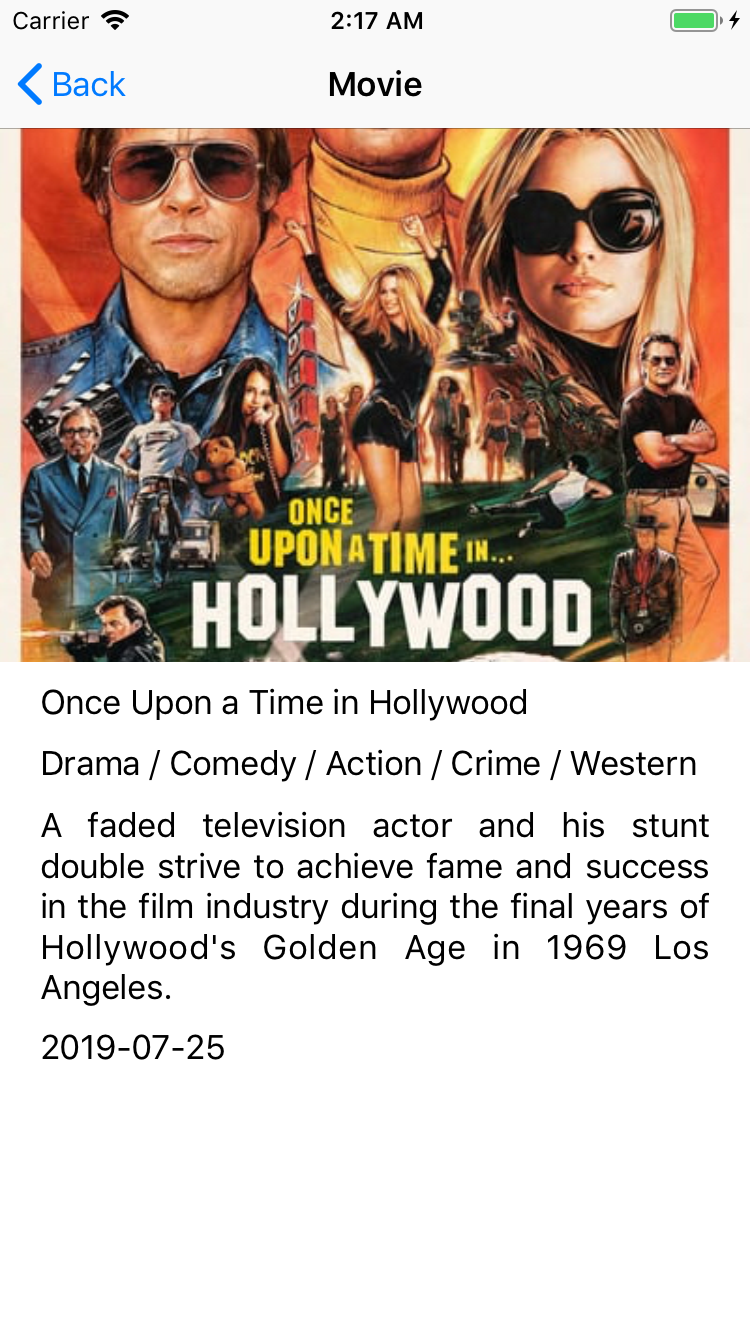 Carrier 2:17 AM
Back Movie
ONCE
UPON A TIME IN...
HOLLYWOOD
Once Upon a Time in Hollywood
Drama / Comedy / Action / Crime / Western
A faded television actor and his stunt
double strive to achieve fame and success
in the film industry during the final years of
Hollywood's Golden Age in 1969 Los
Angeles.
2019-07-25